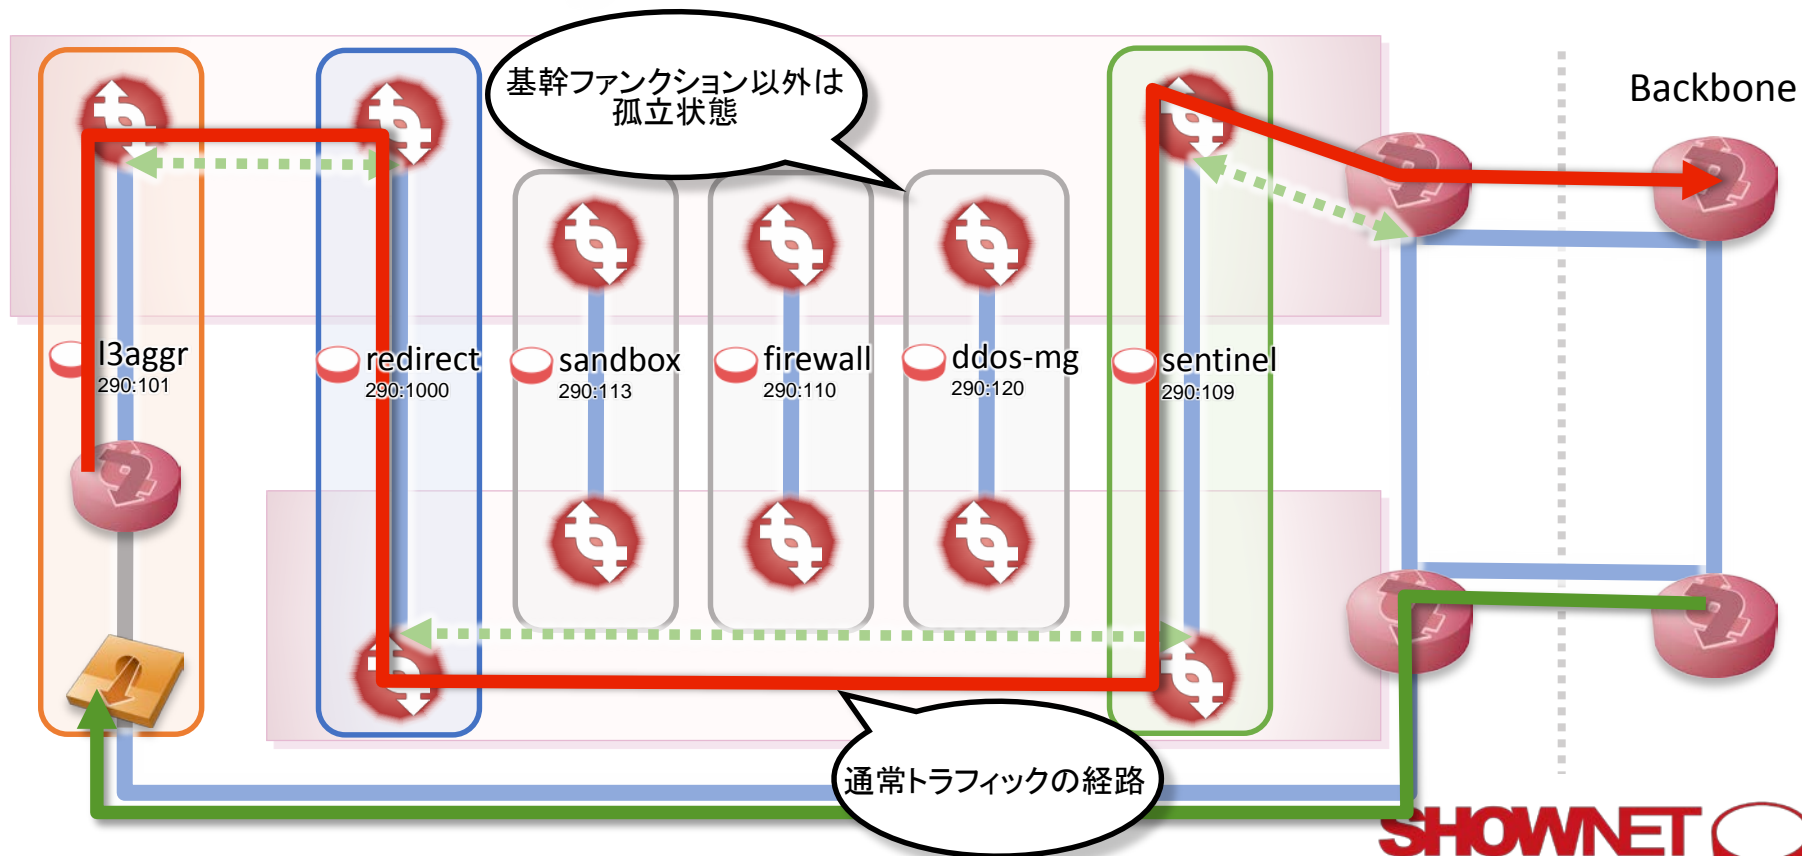 基幹ファンクション以外は
孤立状態
Backbone
l3aggr
290:101
redirect
290:1000
sandbox
290:113
firewall
290:110
ddos-mg
290:120
sentinel
290:109
通常トラフィックの経路
SHOWNET